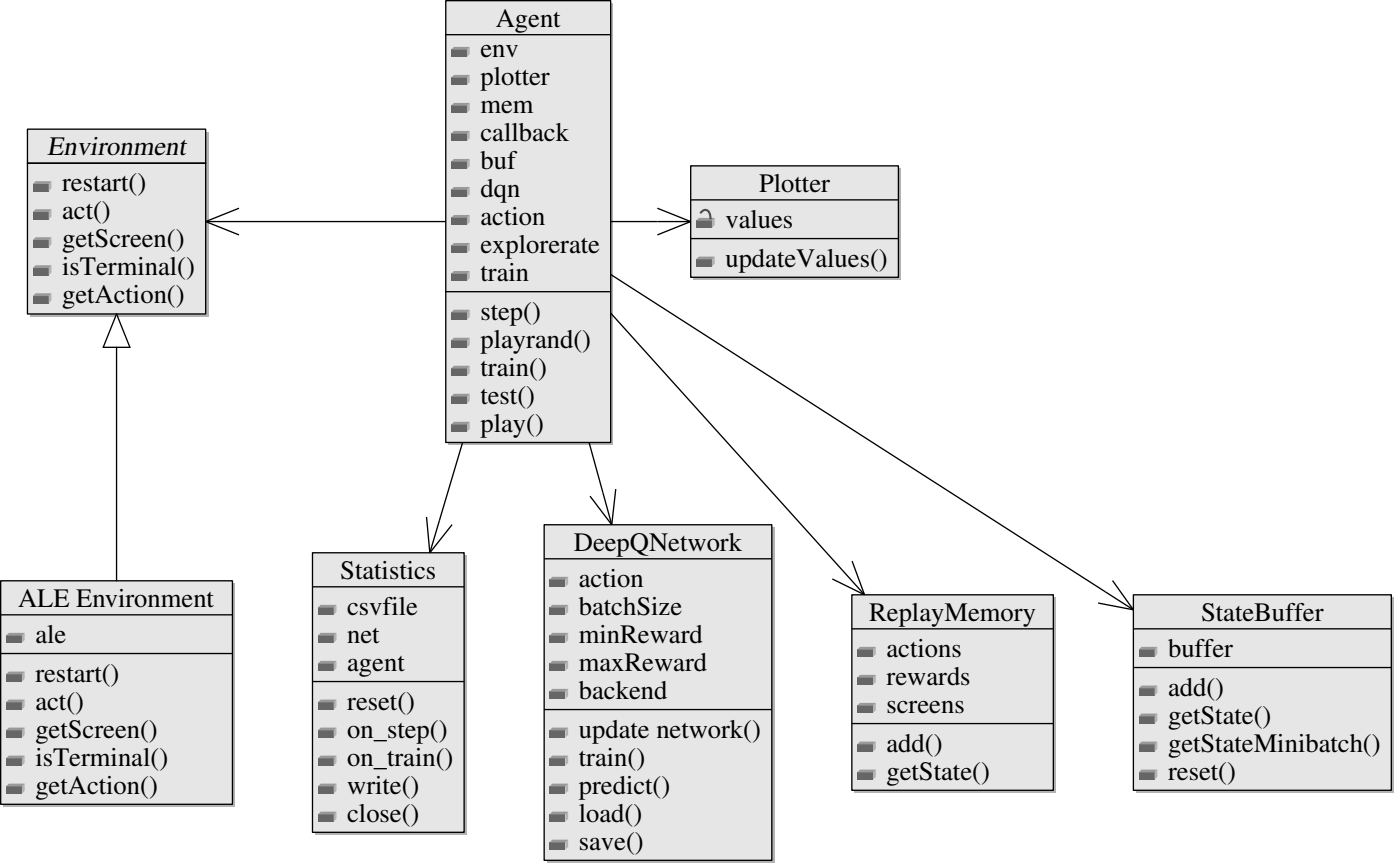 Agent
env
plotter
mem
callback
buf
dqn
action
explorerate
train
step()
playrand()
train()
test()
play()
Environment
restart()
act()
getScreen()
isTerminal()
getAction()
Plotter
values
updateValues()
ALE Environment
ale
restart()
act()
getScreen()
isTerminal()
getAction()
Statistics
csvfile
net
agent
reset()
on_step()
on_train()
write()
close()
DeepQNetwork
action
batchSize
minReward
maxReward
backend
update network()
train()
predict()
load()
save()
ReplayMemory
actions
rewards
screens
add()
getState()
StateBuffer
buffer
add()
getState()
getStateMinibatch()
reset()